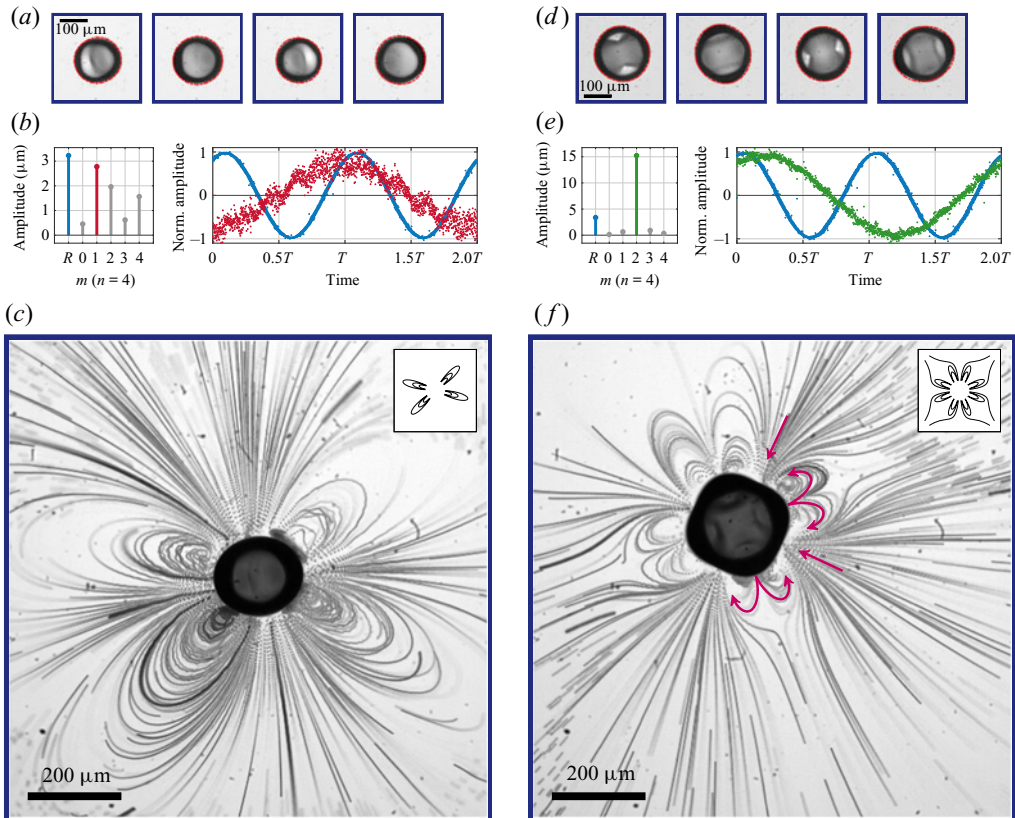 (a)
100 μm
(b)
Amplitude (μm)
3
2
1
0
R 0 1 2 3 4
m (n = 4)
Norm. amplitude
1
0
−1
0 0.5T T 1.5T 2.0T
Time
(c)
200 μm
(d)
100 μm
(e)
Amplitude (μm)
15
10
5
0
R 0 1 2 3 4
m (n = 4)
Norm. amplitude
1
0
−1
0 0.5T T 1.5T 2.0T
Time
(f)
200 μm